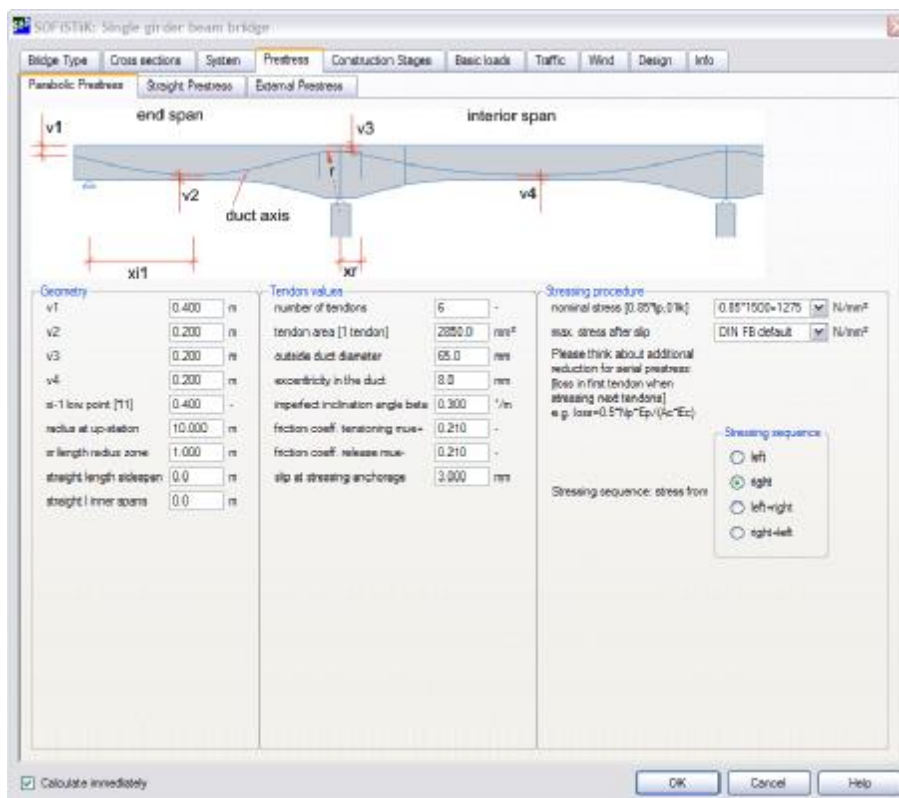 SOFiSTiK: Single girder beam bridge
Bridge Type Cross sections System Prestress Construction Stages Basic loads Traffic Wind Design Info
Parabolic Prestress Straight Prestress External Prestress
v1 end span v3 interior span
r
v2 v4
duct axis
xi1 xr
Geometry
v1 0.400 m
v2 0.200 m
v3 0.200 m
v4 0.200 m
xi-1 low point [*l1] 0.400 -
radius at up-station 10.000 m
xr length radius zone 1.000 m
straight length sidespan 0.0 m
straight l inner spans 0.0 m
Tendon values
number of tendons 6 -
tendon area [1 tendon] 2850.0 mm²
outside duct diameter 65.0 mm
excentricity in the duct 8.0 mm
imperfect inclination angle beta 0.300 °/m
friction coeff. tensioning mue+ 0.210 -
friction coeff. release mue- 0.210 -
slip at stressing anchorage 3.000 mm
Stressing procedure
nominal stress [0.85*fp,01k] 0.85*1500=1275 N/mm²
max. stress after slip DIN FB default N/mm²
Please think about additional
reduction for serial prestress:
[loss in first tendon when
stressing next tendons]
e.g. loss=0.5*Np*Ep/(Ac*Ec)
Stressing sequence: stress from
Stressing sequence
left
right
left+right
right+left
Calculate immediately
OK Cancel Help